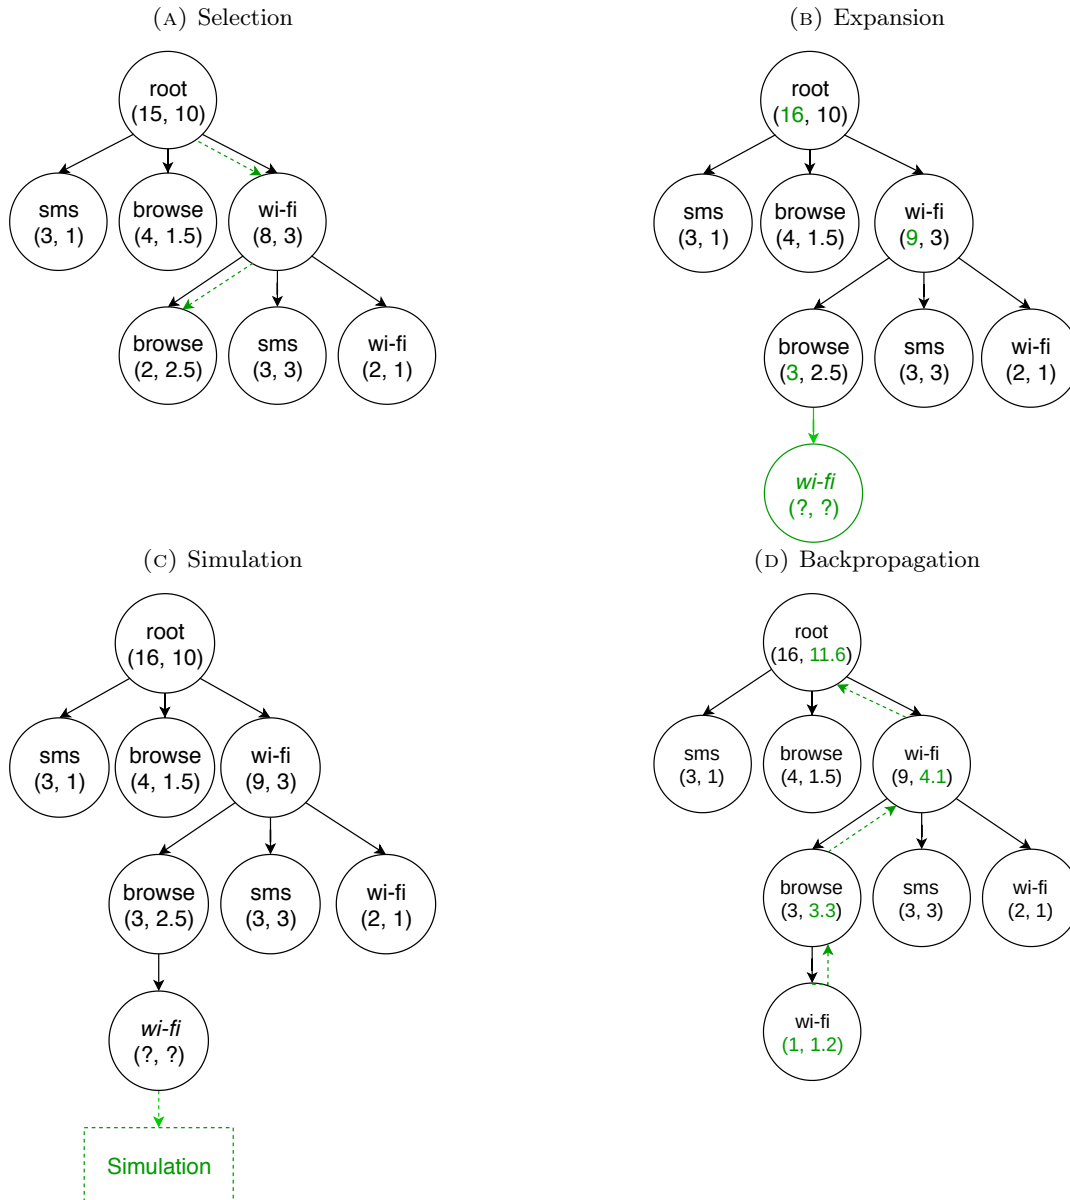 (A) Selection
root
(15, 10)
sms
(3, 1)
browse
(4, 1.5)
wi-fi
(8, 3)
browse
(2, 2.5)
sms
(3, 3)
wi-fi
(2, 1)
(B) Expansion
root
(16, 10)
sms
(3, 1)
browse
(4, 1.5)
wi-fi
(9, 3)
browse
(3, 2.5)
sms
(3, 3)
wi-fi
(2, 1)
wi-fi
(?, ?)
(C) Simulation
root
(16, 10)
sms
(3, 1)
browse
(4, 1.5)
wi-fi
(9, 3)
browse
(3, 2.5)
sms
(3, 3)
wi-fi
(2, 1)
wi-fi
(?, ?)
Simulation
(D) Backpropagation
root
(16, 11.6)
sms
(3, 1)
browse
(4, 1.5)
wi-fi
(9, 4.1)
browse
(3, 3.3)
sms
(3, 3)
wi-fi
(2, 1)
wi-fi
(1, 1.2)